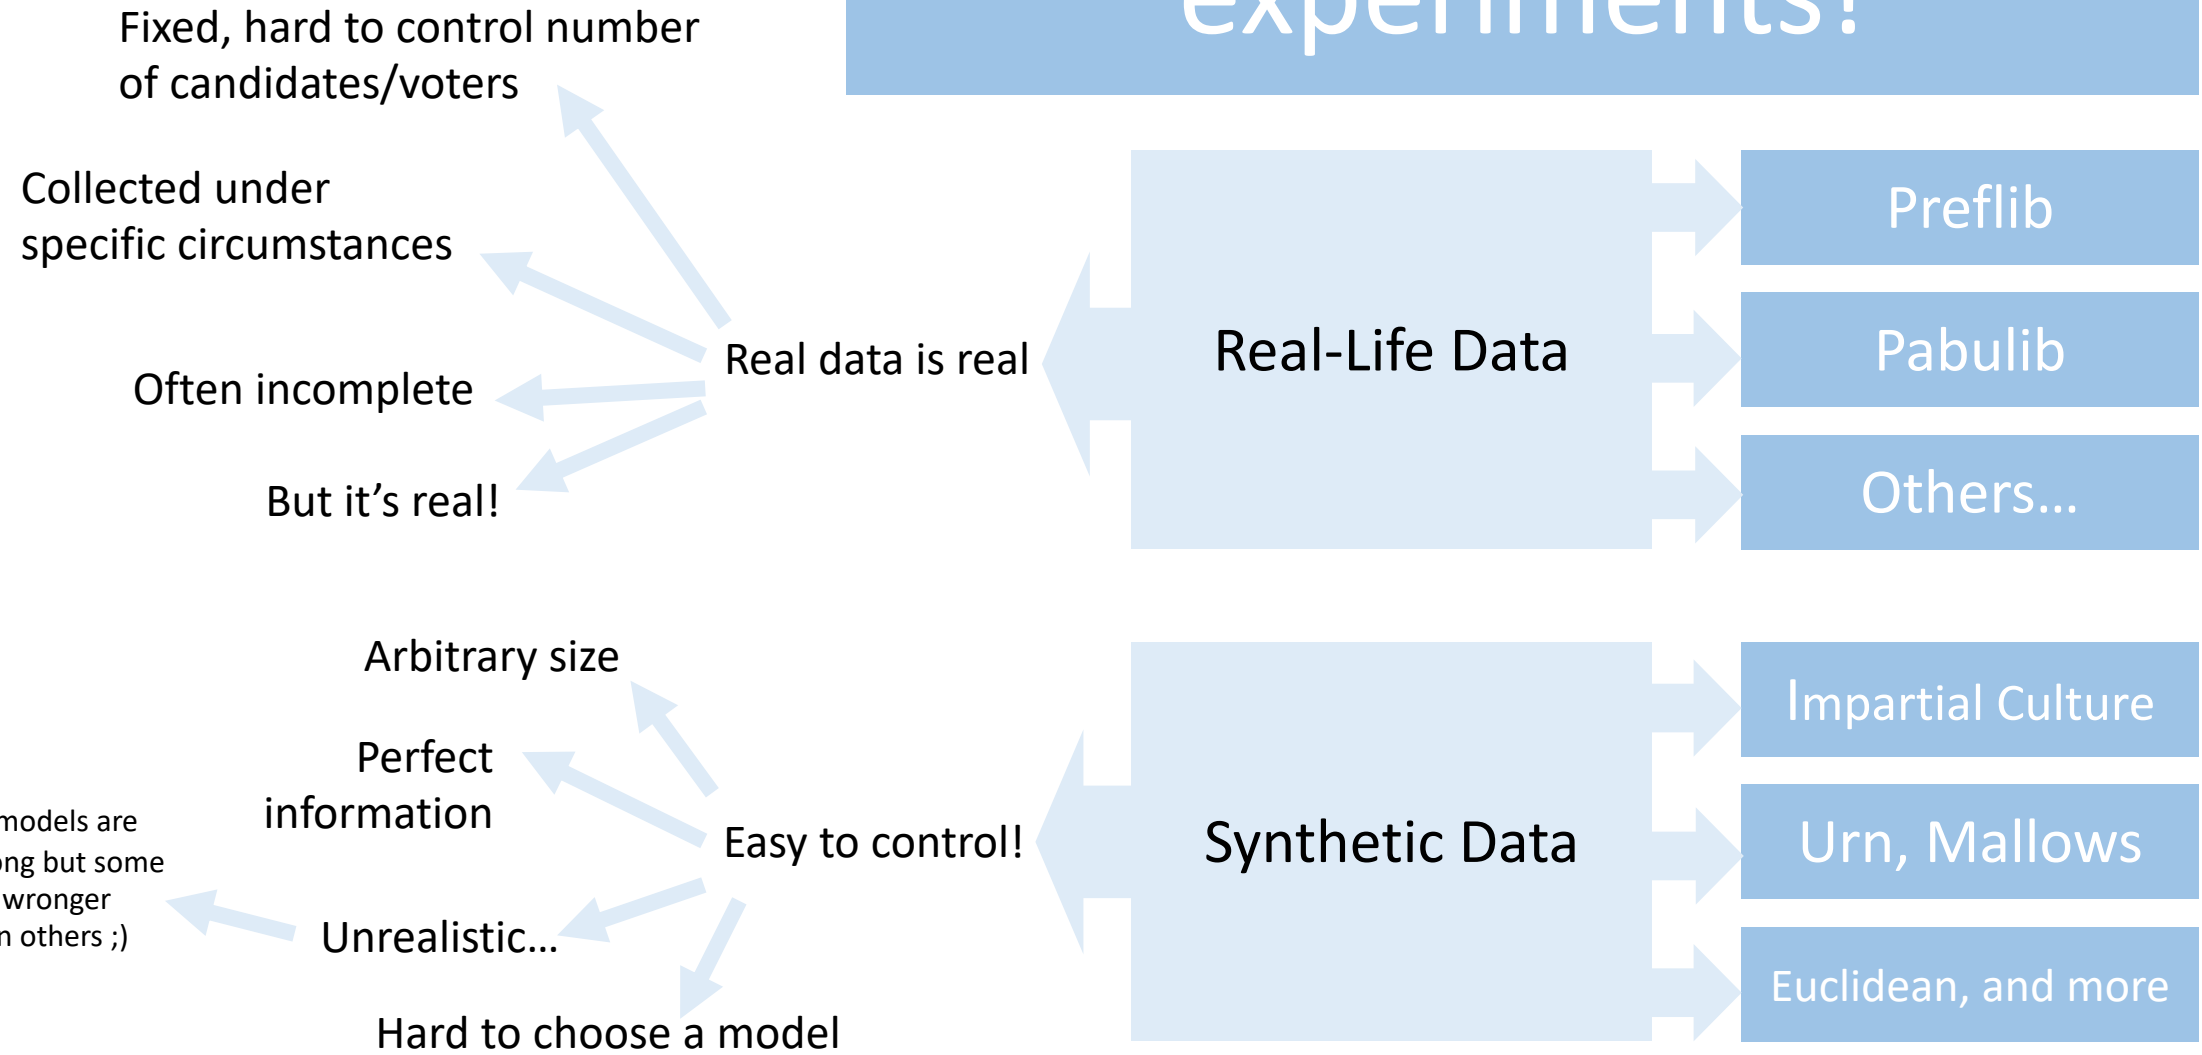 experiments!
Fixed, hard to control number
of candidates/voters
Collected under
specific circumstances
Often incomplete
But it's real!
Real data is real
Real-Life Data
Preflib
Pabulib
Others…
Arbitrary size
Perfect
information
models are
but some
wronger
others ;)
Unrealistic…
Hard to choose a model
Easy to control!
Synthetic Data
Impartial Culture
Urn, Mallows
Euclidean, and more